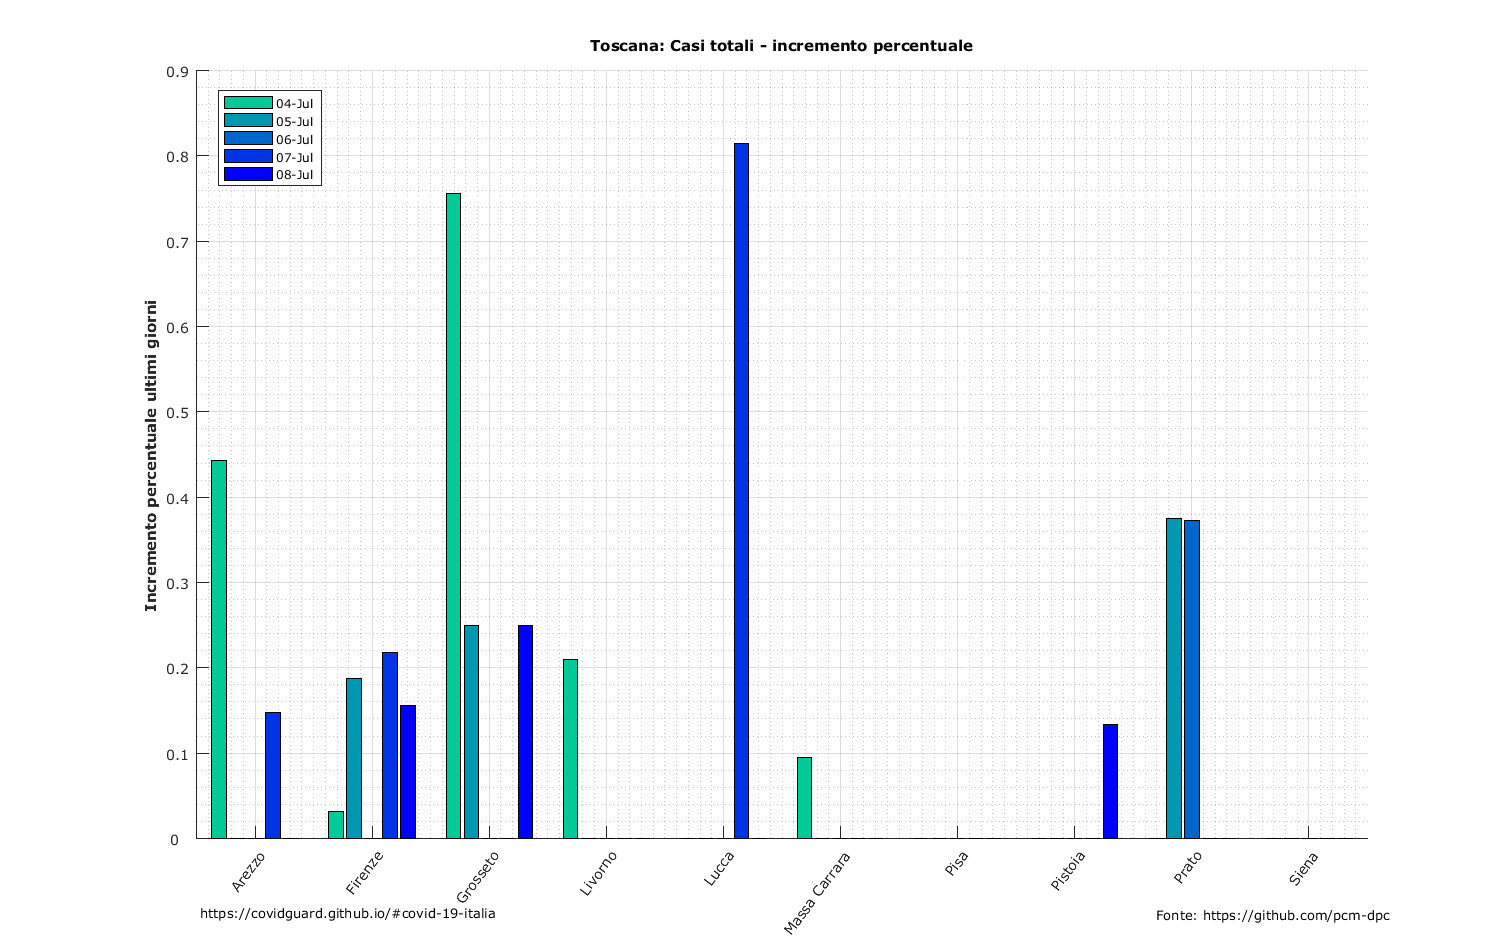 Toscana: Casi totali - incremento percentuale
Incremento percentuale ultimi giorni
0.9
0.8
0.7
0.6
0.5
0.4
0.3
0.2
0.1
0
04-Jul
05-Jul
06-Jul
07-Jul
08-Jul
Arezzo
Firenze
Grosseto
Livorno
Lucca
Massa Carrara
Pisa
Pistoia
Prato
Siena
https://covidguard.github.io/#covid-19-italia
Fonte: https://github.com/pcm-dpc